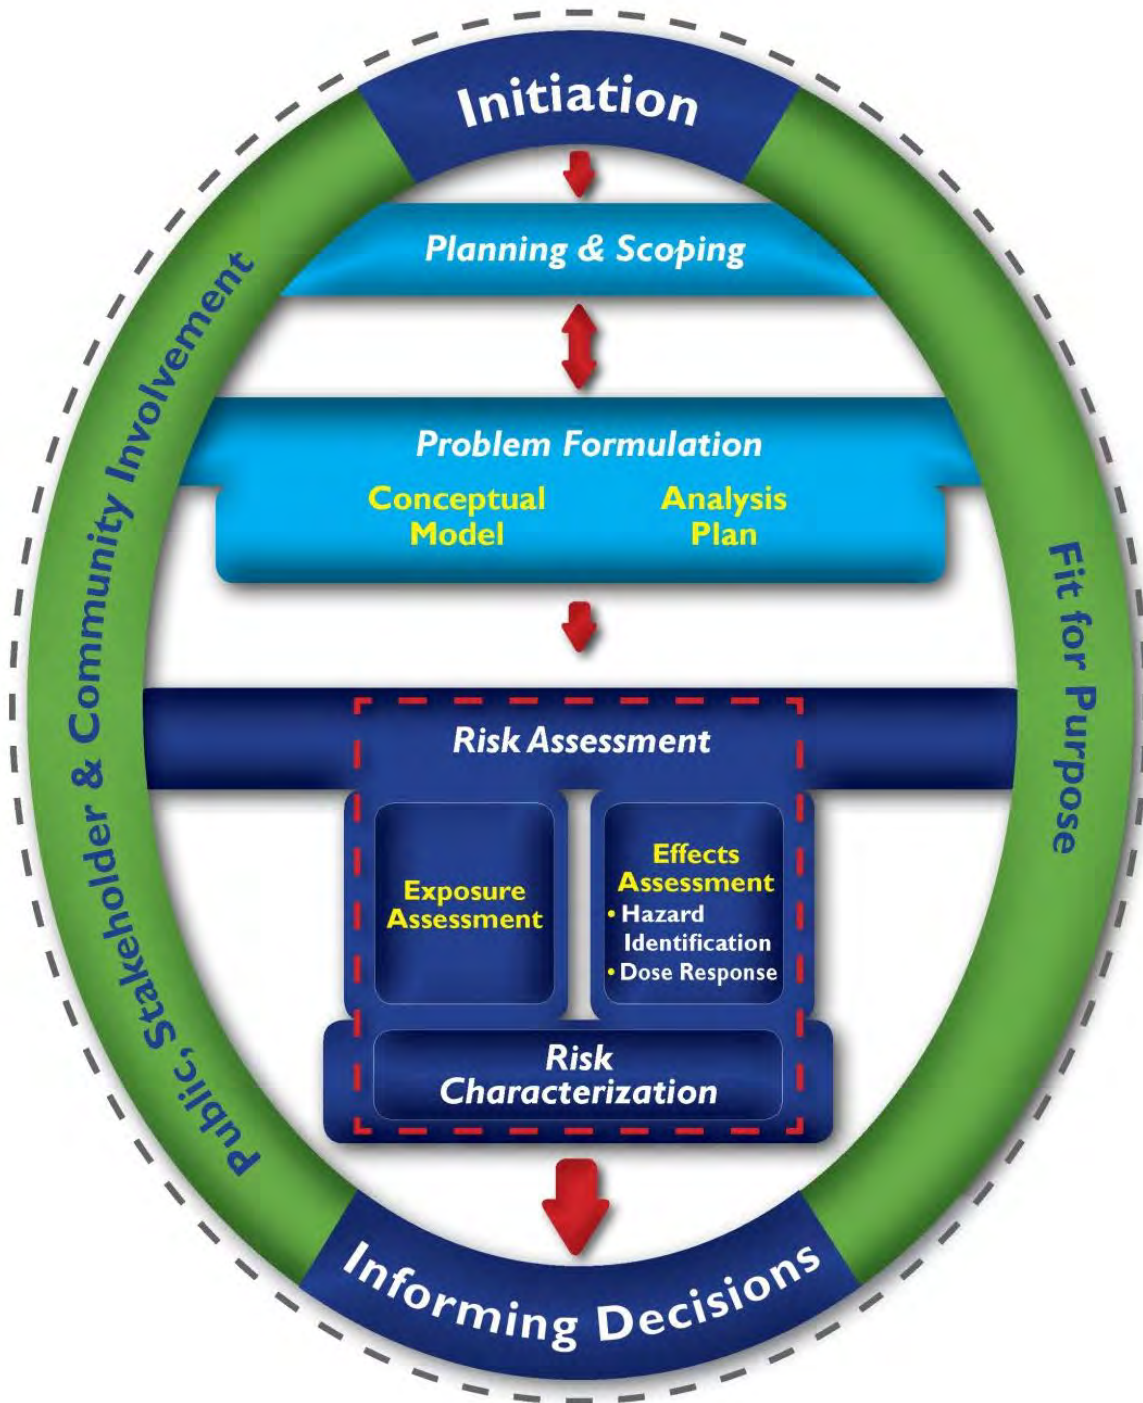 Initiation
Planning & Scoping
Public, Stakeholder & Community Involvement
Problem Formulation
Conceptual
Model
Analysis
Plan
Fit for Purpose
Risk Assessment
Exposure
Assessment
Effects
Assessment
• Hazard
Identification
• Dose Response
Risk
Characterization
Informing Decisions